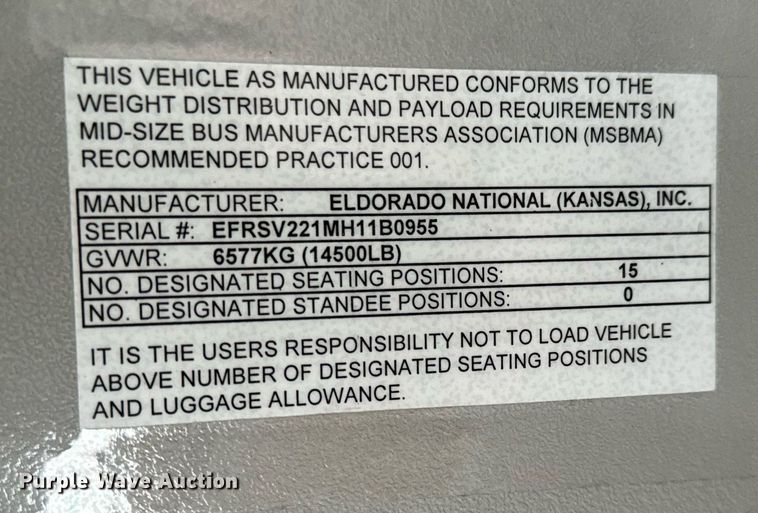 THIS VEHICLE AS MANUFACTURED CONFORMS TO THE
WEIGHT DISTRIBUTION AND PAYLOAD REQUIREMENTS IN
MID-SIZE BUS MANUFACTURERS ASSOCIATION (MSBMA)
RECOMMENDED PRACTICE 001.
MANUFACTURER: ELDORADO NATIONAL (KANSAS), INC.
SERIAL #: EFRSV221MH11B0955
GVWR: 6577KG (14500LB)
NO. DESIGNATED SEATING POSITIONS: 15
NO. DESIGNATED STANDEE POSITIONS: 0
IT IS THE USERS RESPONSIBILITY NOT TO LOAD VEHICLE
ABOVE NUMBER OF DESIGNATED SEATING POSITIONS
AND LUGGAGE ALLOWANCE.
Purple Wave Auction